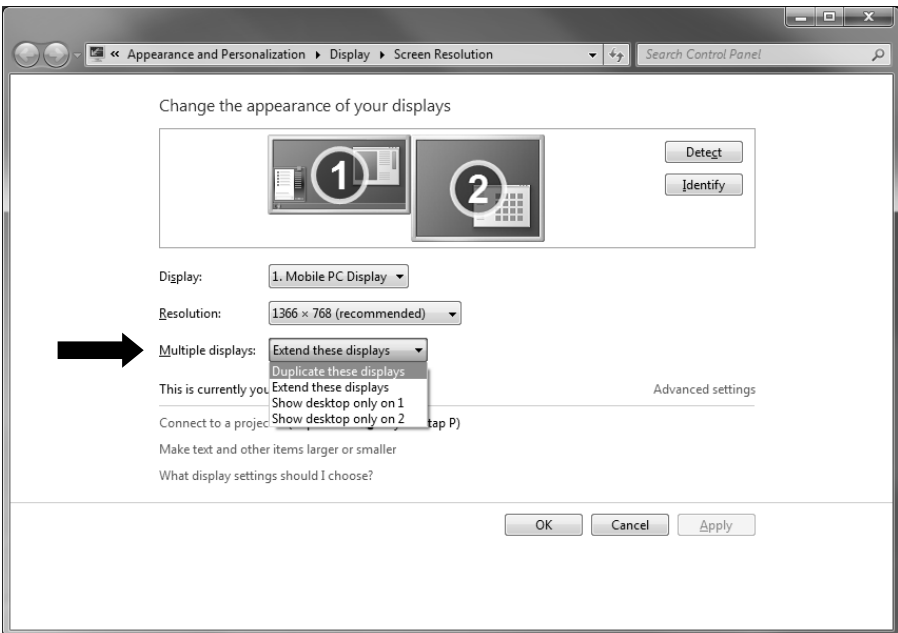 « Appearance and Personalization ▸ Display ▸ Screen Resolution Search Control Panel
Change the appearance of your displays
1
2
Detect
Identify
Display: 1. Mobile PC Display
Resolution: 1366 × 768 (recommended)
Multiple displays: Extend these displays
Duplicate these displays
Extend these displays
Show desktop only on 1
Show desktop only on 2
This is currently you
Advanced settings
Connect to a projec tap P)
Make text and other items larger or smaller
What display settings should I choose?
OK Cancel Apply